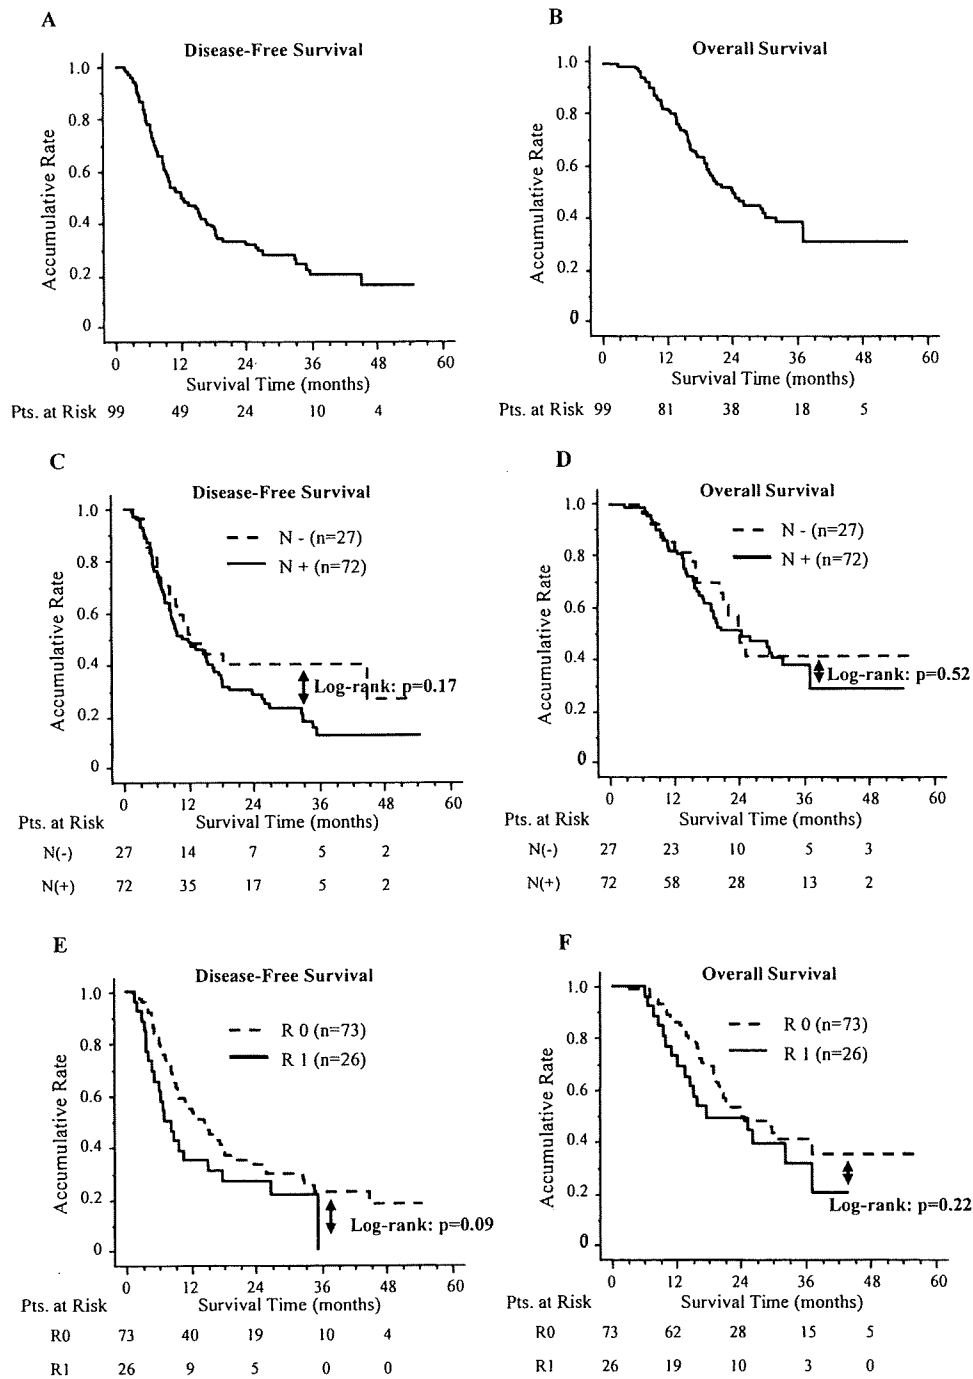 A
Disease-Free Survival
Accumulative Rate
1.0
0.8
0.6
0.4
0.2
0
0 12 24 36 48 60
Survival Time (months)
Pts. at Risk 99 49 24 10 4
B
Overall Survival
Accumulative Rate
1.0
0.8
0.6
0.4
0.2
0
0 12 24 36 48 60
Survival Time (months)
Pts. at Risk 99 81 38 18 5
C
Disease-Free Survival
N - (n=27)
N + (n=72)
Accumulative Rate
1.0
0.8
0.6
0.4
0.2
0
Log-rank: p=0.17
0 12 24 36 48 60
Survival Time (months)
Pts. at Risk
N(-) 27 14 7 5 2
N(+) 72 35 17 5 2
D
Overall Survival
N - (n=27)
N + (n=72)
Accumulative Rate
1.0
0.8
0.6
0.4
0.2
0
Log-rank: p=0.52
0 12 24 36 48 60
Survival Time (months)
Pts. at Risk
N(-) 27 23 10 5 3
N(+) 72 58 28 13 2
E
Disease-Free Survival
R 0 (n=73)
R 1 (n=26)
Accumulative Rate
1.0
0.8
0.6
0.4
0.2
0
Log-rank: p=0.09
0 12 24 36 48 60
Survival Time (months)
Pts. at Risk
R0 73 40 19 10 4
R1 26 9 5 0 0
F
Overall Survival
R 0 (n=73)
R 1 (n=26)
Accumulative Rate
1.0
0.8
0.6
0.4
0.2
0
Log-rank: p=0.22
0 12 24 36 48 60
Survival Time (months)
Pts. at Risk
R0 73 62 28 15 5
R1 26 19 10 3 0